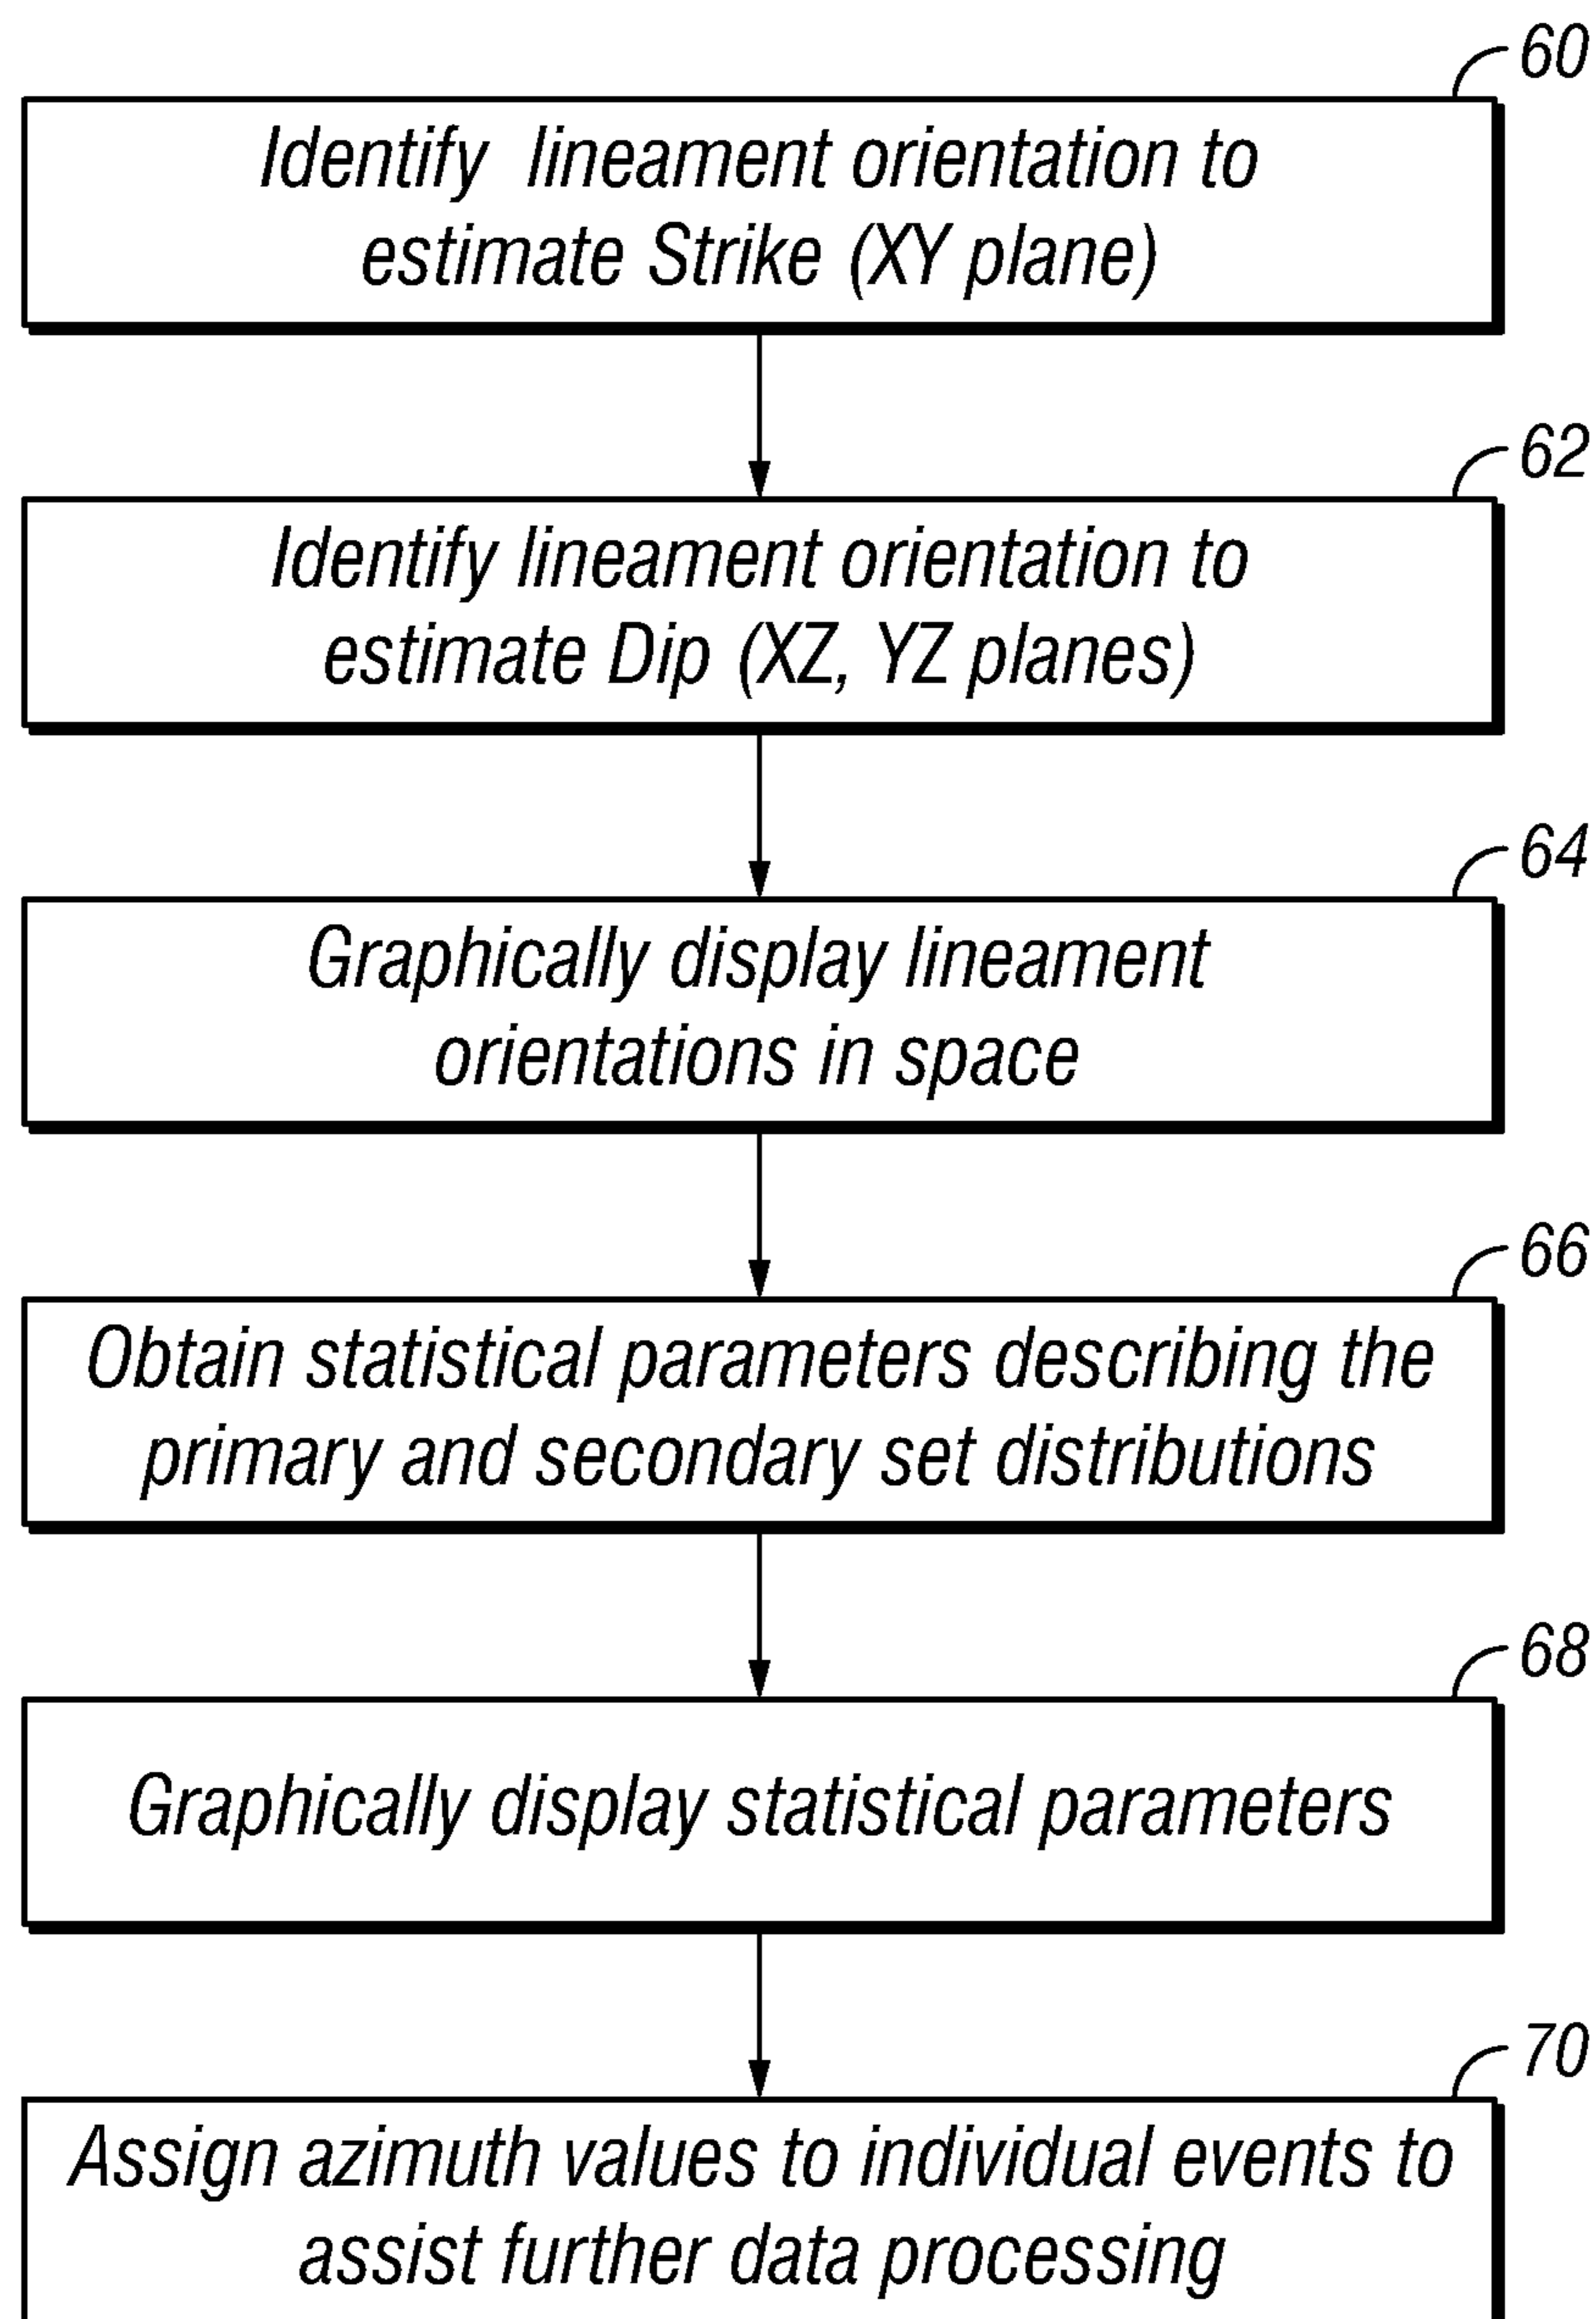 60
Identify lineament orientation to
estimate Strike (XY plane)
62
Identify lineament orientation to
estimate Dip (XZ, YZ planes)
64
Graphically display lineament
orientations in space
66
Obtain statistical parameters describing the
primary and secondary set distributions
68
Graphically display statistical parameters
70
Assign azimuth values to individual events to
assist further data processing